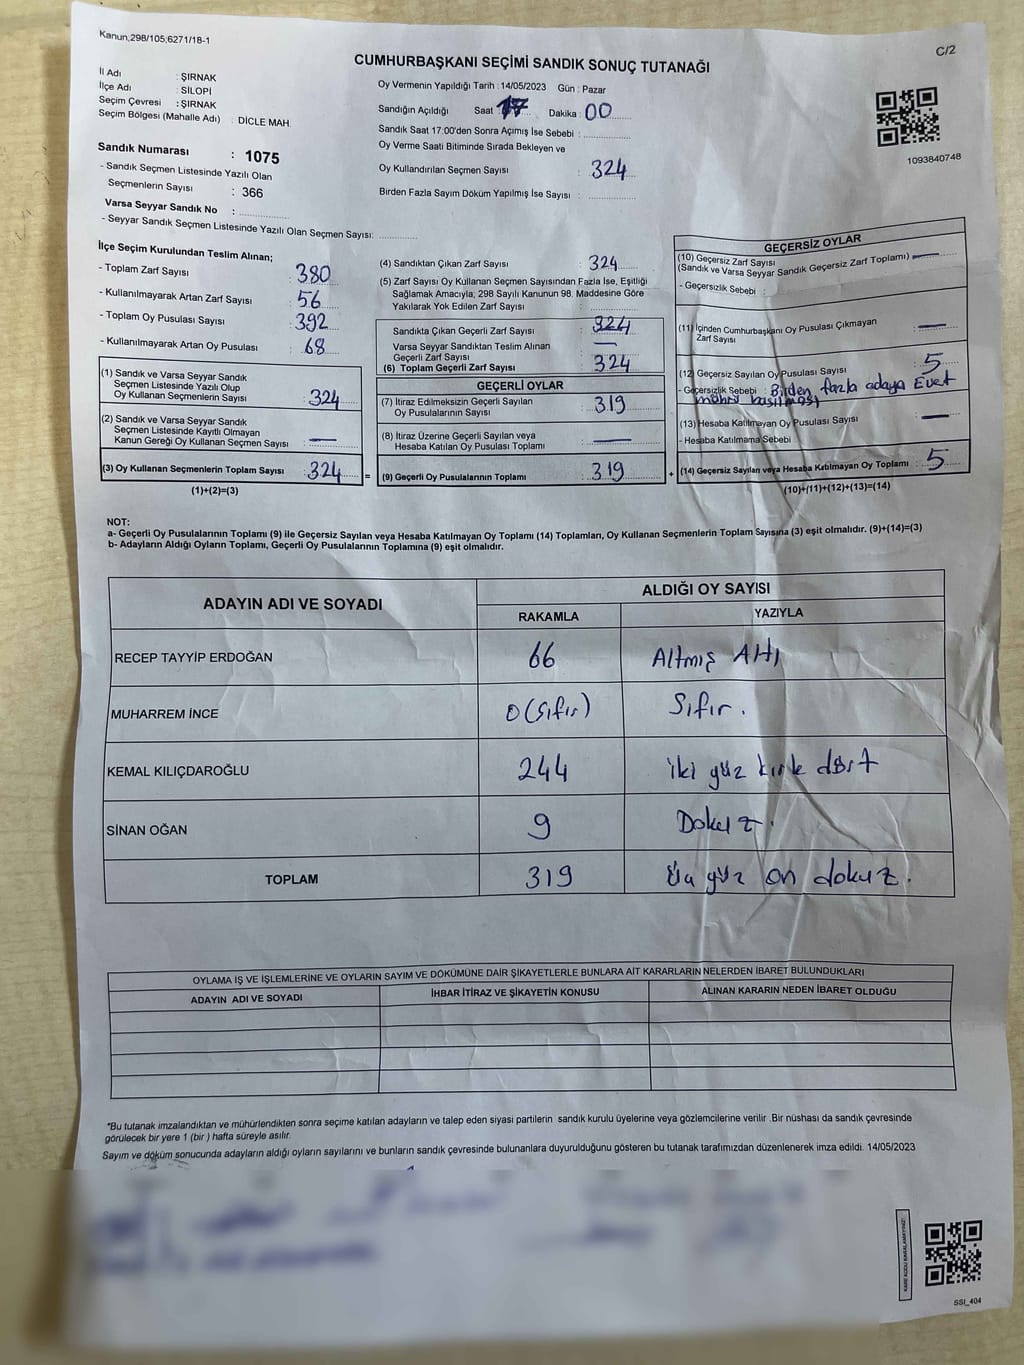 Kanun,298/105,6271/18-1
C/2
CUMHURBAŞKANI SEÇİMİ SANDIK SONUÇ TUTANAĞI
İl Adı : ŞIRNAK
İlçe Adı : SİLOPİ
Seçim Çevresi : ŞIRNAK
Seçim Bölgesi (Mahalle Adı) : DİCLE MAH.
Sandık Numarası : 1075
- Sandık Seçmen Listesinde Yazılı Olan
Seçmenlerin Sayısı : 366
Varsa Seyyar Sandık No :
- Seyyar Sandık Seçmen Listesinde Yazılı Olan Seçmen Sayısı:
Oy Vermenin Yapıldığı Tarih : 14/05/2023 Gün : Pazar
Sandığın Açıldığı Saat : 17 Dakika : 00
Sandık Saat 17:00'den Sonra Açımış İse Sebebi :
Oy Verme Saati Bitiminde Sırada Bekleyen ve
Oy Kullandırılan Seçmen Sayısı : 324
Birden Fazla Sayım Döküm Yapılmış İse Sayısı :
1093840748
İlçe Seçim Kurulundan Teslim Alınan;
- Toplam Zarf Sayısı : 380
- Kullanılmayarak Artan Zarf Sayısı : 56
- Toplam Oy Pusulası Sayısı : 392
- Kullanılmayarak Artan Oy Pusulası : 68
(1) Sandık ve Varsa Seyyar Sandık
Seçmen Listesinde Yazılı Olup
Oy Kullanan Seçmenlerin Sayısı : 324
(2) Sandık ve Varsa Seyyar Sandık
Seçmen Listesinde Kayıtlı Olmayan
Kanun Gereği Oy Kullanan Seçmen Sayısı : —
(3) Oy Kullanan Seçmenlerin Toplam Sayısı : 324 =
(1)+(2)=(3)
(4) Sandıktan Çıkan Zarf Sayısı : 324
(5) Zarf Sayısı Oy Kullanan Seçmen Sayısından Fazla İse, Eşitliği
Sağlamak Amacıyla; 298 Sayılı Kanunun 98. Maddesine Göre
Yakılarak Yok Edilen Zarf Sayısı :
Sandıkta Çıkan Geçerli Zarf Sayısı : 324
Varsa Seyyar Sandıktan Teslim Alınan
Geçerli Zarf Sayısı : —
(6) Toplam Geçerli Zarf Sayısı : 324
GEÇERLİ OYLAR
(7) İtiraz Edilmeksizin Geçerli Sayılan
Oy Pusulalarının Sayısı : 319
(8) İtiraz Üzerine Geçerli Sayılan veya
Hesaba Katılan Oy Pusulası Toplamı : —
(9) Geçerli Oy Pusulalarının Toplamı : 319 +
GEÇERSİZ OYLAR
(10) Geçersiz Zarf Sayısı
(Sandık ve Varsa Seyyar Sandık Geçersiz Zarf Toplamı) : —
- Geçersizlik Sebebi :
(11) İçinden Cumhurbaşkanı Oy Pusulası Çıkmayan
Zarf Sayısı : —
(12) Geçersiz Sayılan Oy Pusulası Sayısı : 5
- Geçersizlik Sebebi : Birden fazla adaya Evet
mührü basılması
(13) Hesaba Katılmayan Oy Pusulası Sayısı : —
- Hesaba Katılmama Sebebi
(14) Geçersiz Sayılan veya Hesaba Katılmayan Oy Toplamı : 5
(10)+(11)+(12)+(13)=(14)
NOT:
a- Geçerli Oy Pusulalarının Toplamı (9) ile Geçersiz Sayılan veya Hesaba Katılmayan Oy Toplamı (14) Toplamları, Oy Kullanan Seçmenlerin Toplam Sayısına (3) eşit olmalıdır. (9)+(14)=(3)
b- Adayların Aldığı Oyların Toplamı, Geçerli Oy Pusulalarının Toplamına (9) eşit olmalıdır.
ADAYIN ADI VE SOYADI
ALDIĞI OY SAYISI
RAKAMLA YAZIYLA
RECEP TAYYİP ERDOĞAN 66 Altmış Altı
MUHARREM İNCE 0 (sıfır) Sıfır.
KEMAL KILIÇDAROĞLU 244 iki yüz kırk dört
SİNAN OĞAN 9 Dokuz.
TOPLAM 319 Üç yüz on dokuz.
OYLAMA İŞ VE İŞLEMLERİNE VE OYLARIN SAYIM VE DÖKÜMÜNE DAİR ŞİKAYETLERLE BUNLARA AİT KARARLARIN NELERDEN İBARET BULUNDUKLARI
ADAYIN ADI VE SOYADI İHBAR İTİRAZ VE ŞİKAYETİN KONUSU ALINAN KARARIN NEDEN İBARET OLDUĞU
*Bu tutanak imzalandıktan ve mühürlendikten sonra seçime katılan adayların ve talep eden siyasi partilerin sandık kurulu üyelerine veya gözlemcilerine verilir .Bir nüshası da sandık çevresinde
görülecek bir yere 1 (bir ) hafta süreyle asılır.
Sayım ve döküm sonucunda adayların aldığı oyların sayılarını ve bunların sandık çevresinde bulunanlara duyurulduğunu gösteren bu tutanak tarafımızdan düzenlenerek imza edildi. 14/05/2023
KARE KODU KARALAMAYINIZ!
SSİ_404